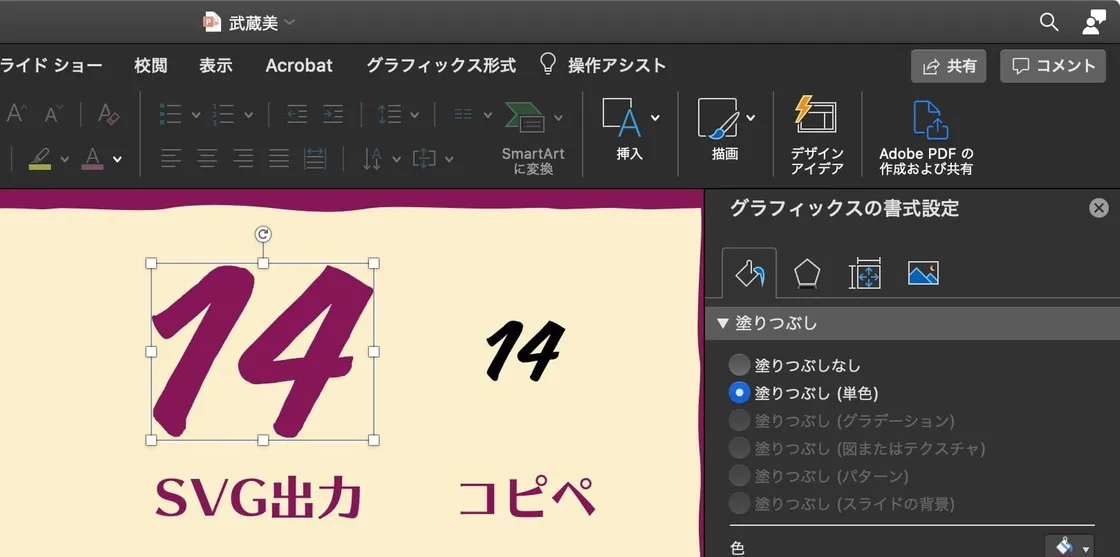 武蔵美
ライド ショー 校閲 表示 Acrobat グラフィックス形式 操作アシスト 共有 コメント
SmartArt
に変換
挿入
描画
デザイン
アイデア
Adobe PDF の
作成および共有
グラフィックスの書式設定
塗りつぶし
塗りつぶしなし
塗りつぶし (単色)
塗りつぶし (グラデーション)
塗りつぶし (図またはテクスチャ)
塗りつぶし (パターン)
塗りつぶし (スライドの背景)
色
14 14
SVG出力 コピペ